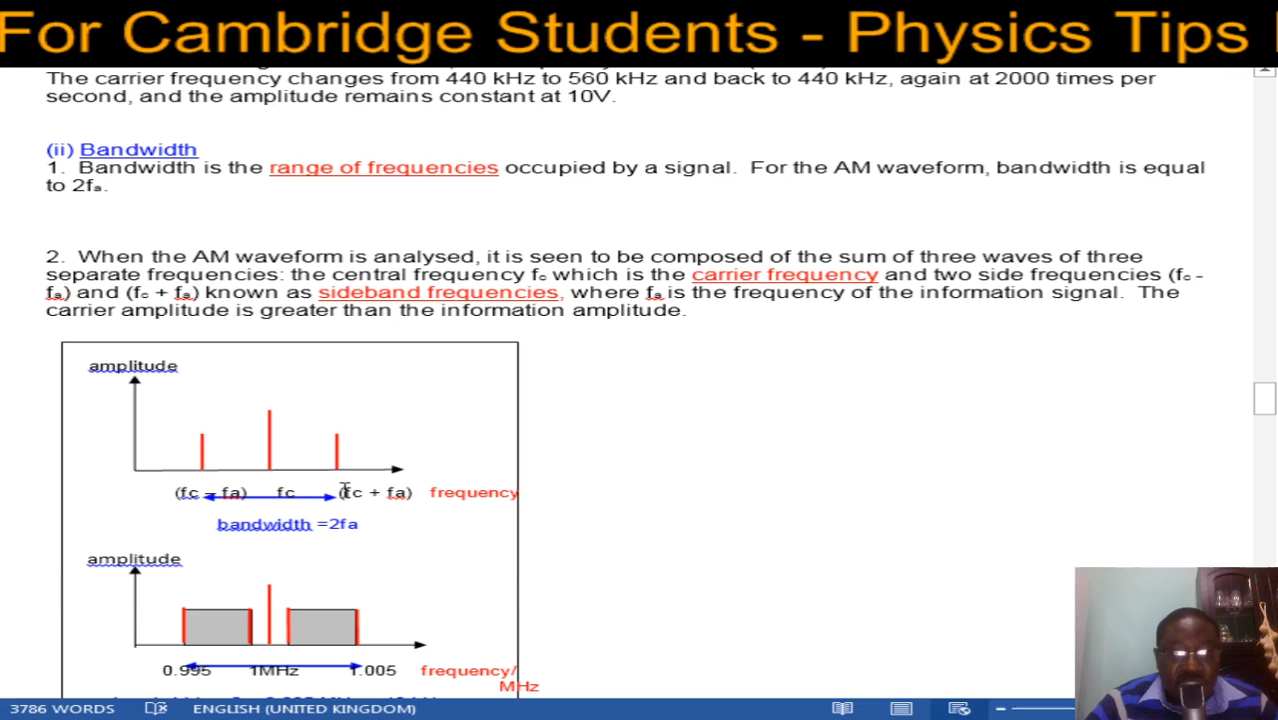 For Cambridge Students - Physics Tips
The carrier frequency changes from 440 kHz to 560 kHz and back to 440 kHz, again at 2000 times per
second, and the amplitude remains constant at 10V.
(ii) Bandwidth
1. Bandwidth is the range of frequencies occupied by a signal. For the AM waveform, bandwidth is equal
to 2fa.
2. When the AM waveform is analysed, it is seen to be composed of the sum of three waves of three
separate frequencies: the central frequency fc which is the carrier frequency and two side frequencies (fc -
fa) and (fc + fa) known as sideband frequencies, where fa is the frequency of the information signal. The
carrier amplitude is greater than the information amplitude.
amplitude
(fc – fa) fc (fc + fa) frequency
bandwidth =2fa
amplitude
0.995 1MHz 1.005 frequency/
MHz
3786 WORDS ENGLISH (UNITED KINGDOM)